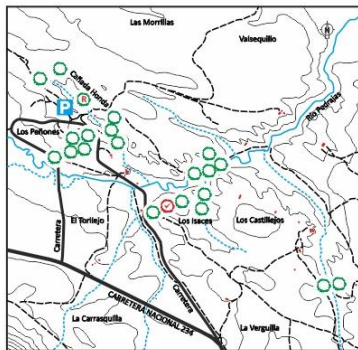 Las Morrillas
Valsequillo
N
Cañada Honda
R
P
Río Pedrajas
Los Peñones
El Torilejo
Los Isaces
Los Castillejos
Carretera
Carretera
CARRETERA NACIONAL 234
La Carrasquilla
La Verguilla